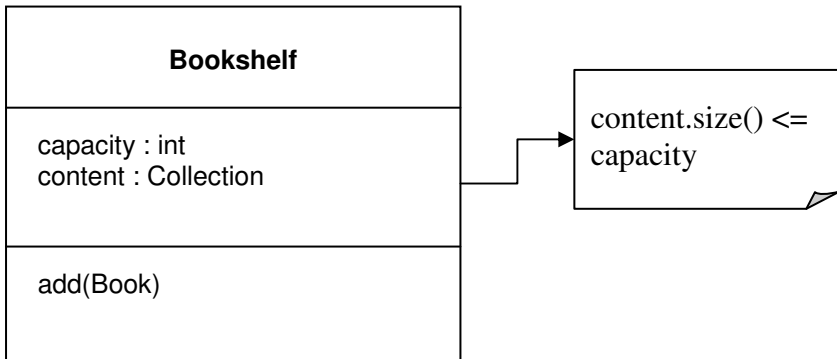 Bookshelf
capacity : int
content : Collection
add(Book)
content.size() <=
capacity